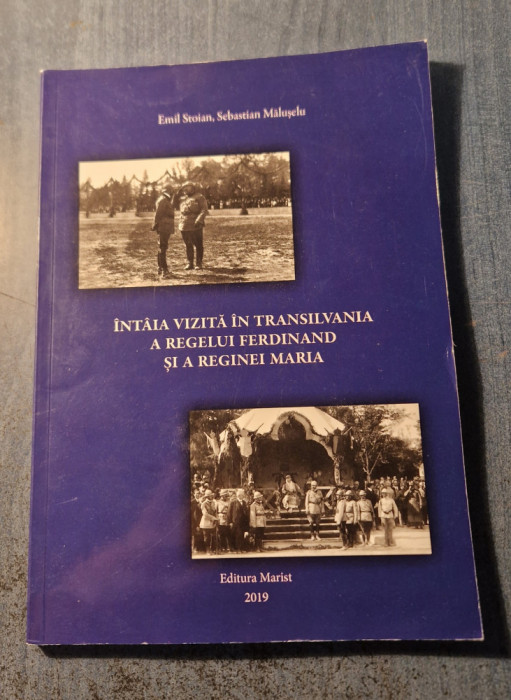 Emil Stoian, Sebastian Mălușelu
ÎNTÂIA VIZITĂ ÎN TRANSILVANIA
A REGELUI FERDINAND
ȘI A REGINEI MARIA
Editura Marist
2019